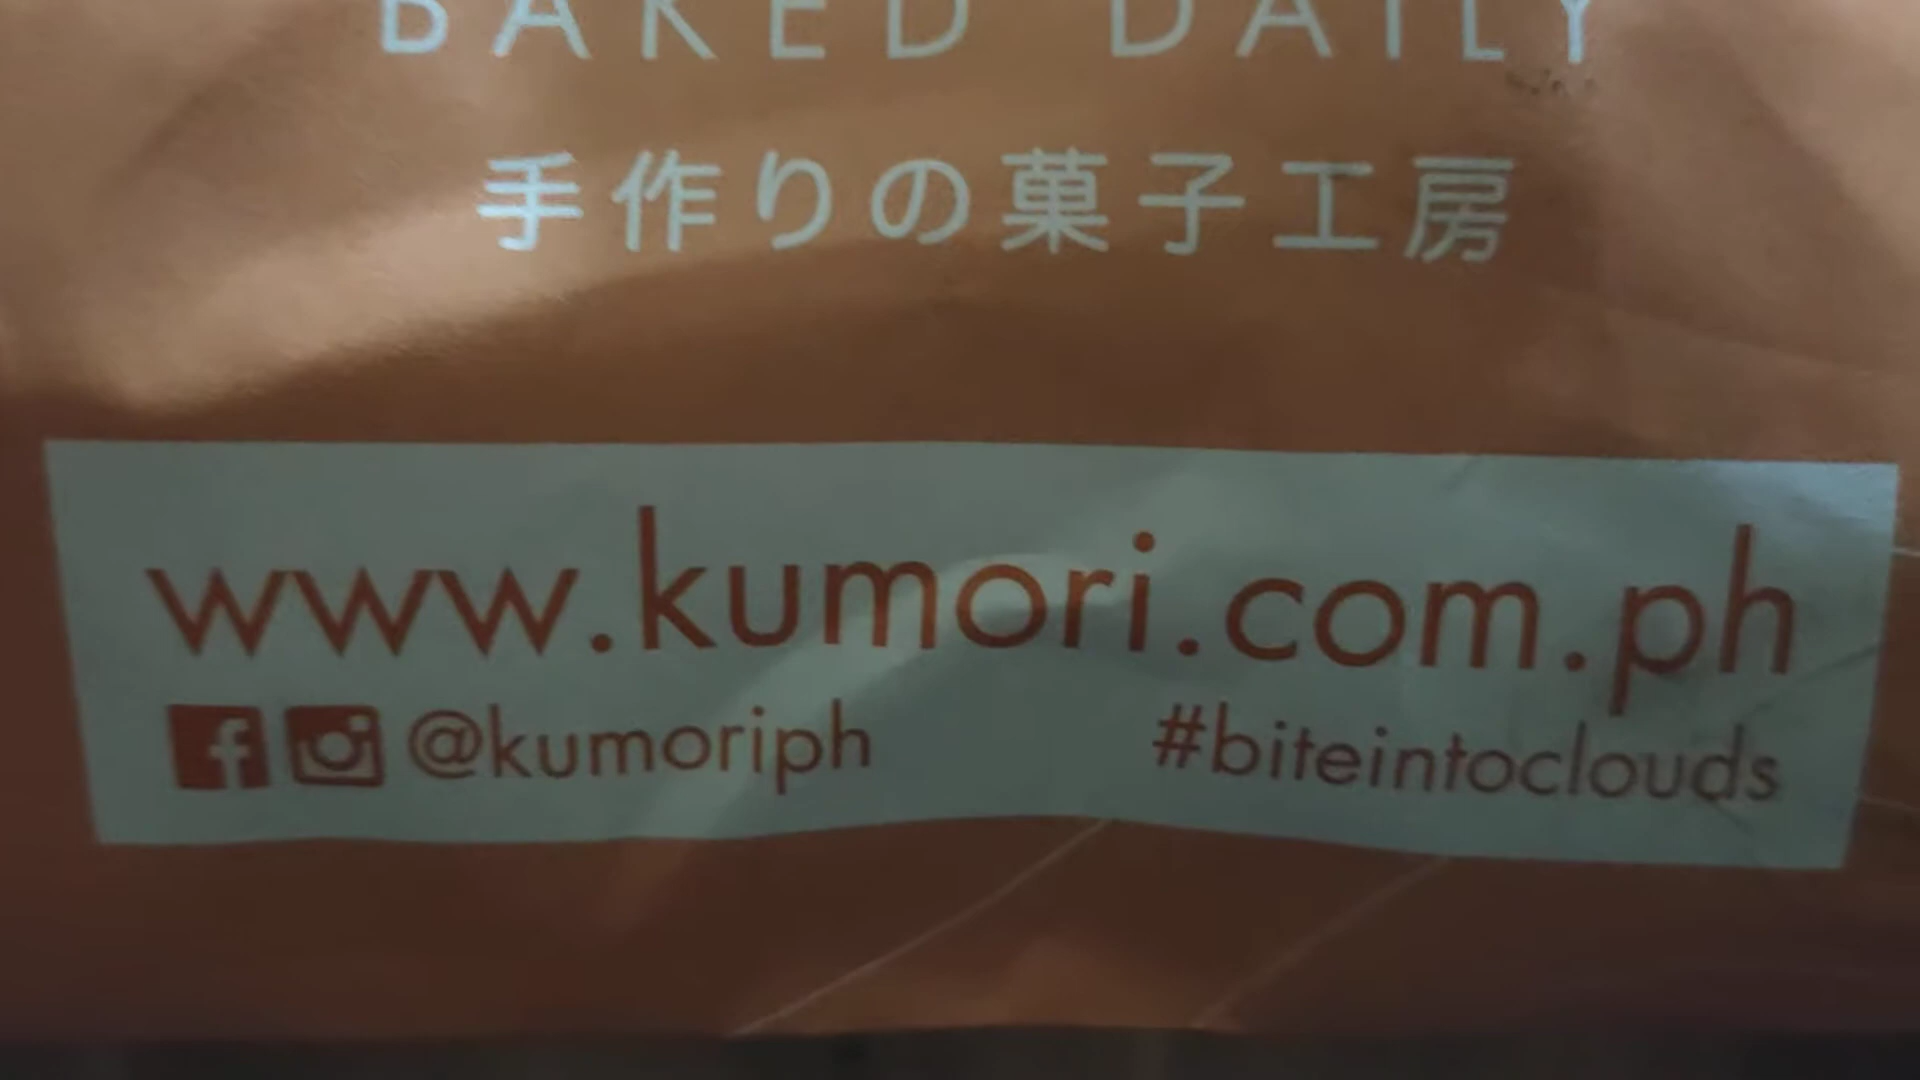 BAKED DAILY
手作りの菓子工房
www.kumori.com.ph
@kumoriph #biteintoclouds